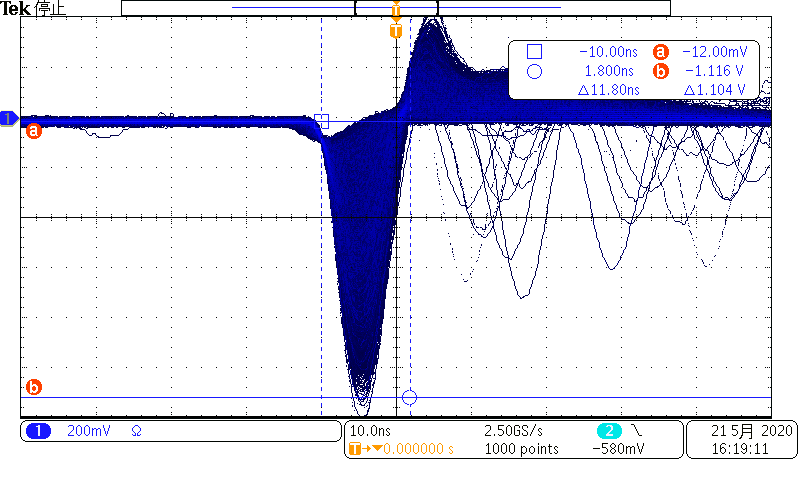 Tek 停止
T
T
1
a
b
−10.00ns a −12.00mV
1.800ns b −1.116 V
Δ11.80ns Δ1.104 V
1 200mV Ω
10.0ns 2.50GS/s 2
T→▼0.000000 s 1000 points −580mV
21 5月 2020
16:19:11